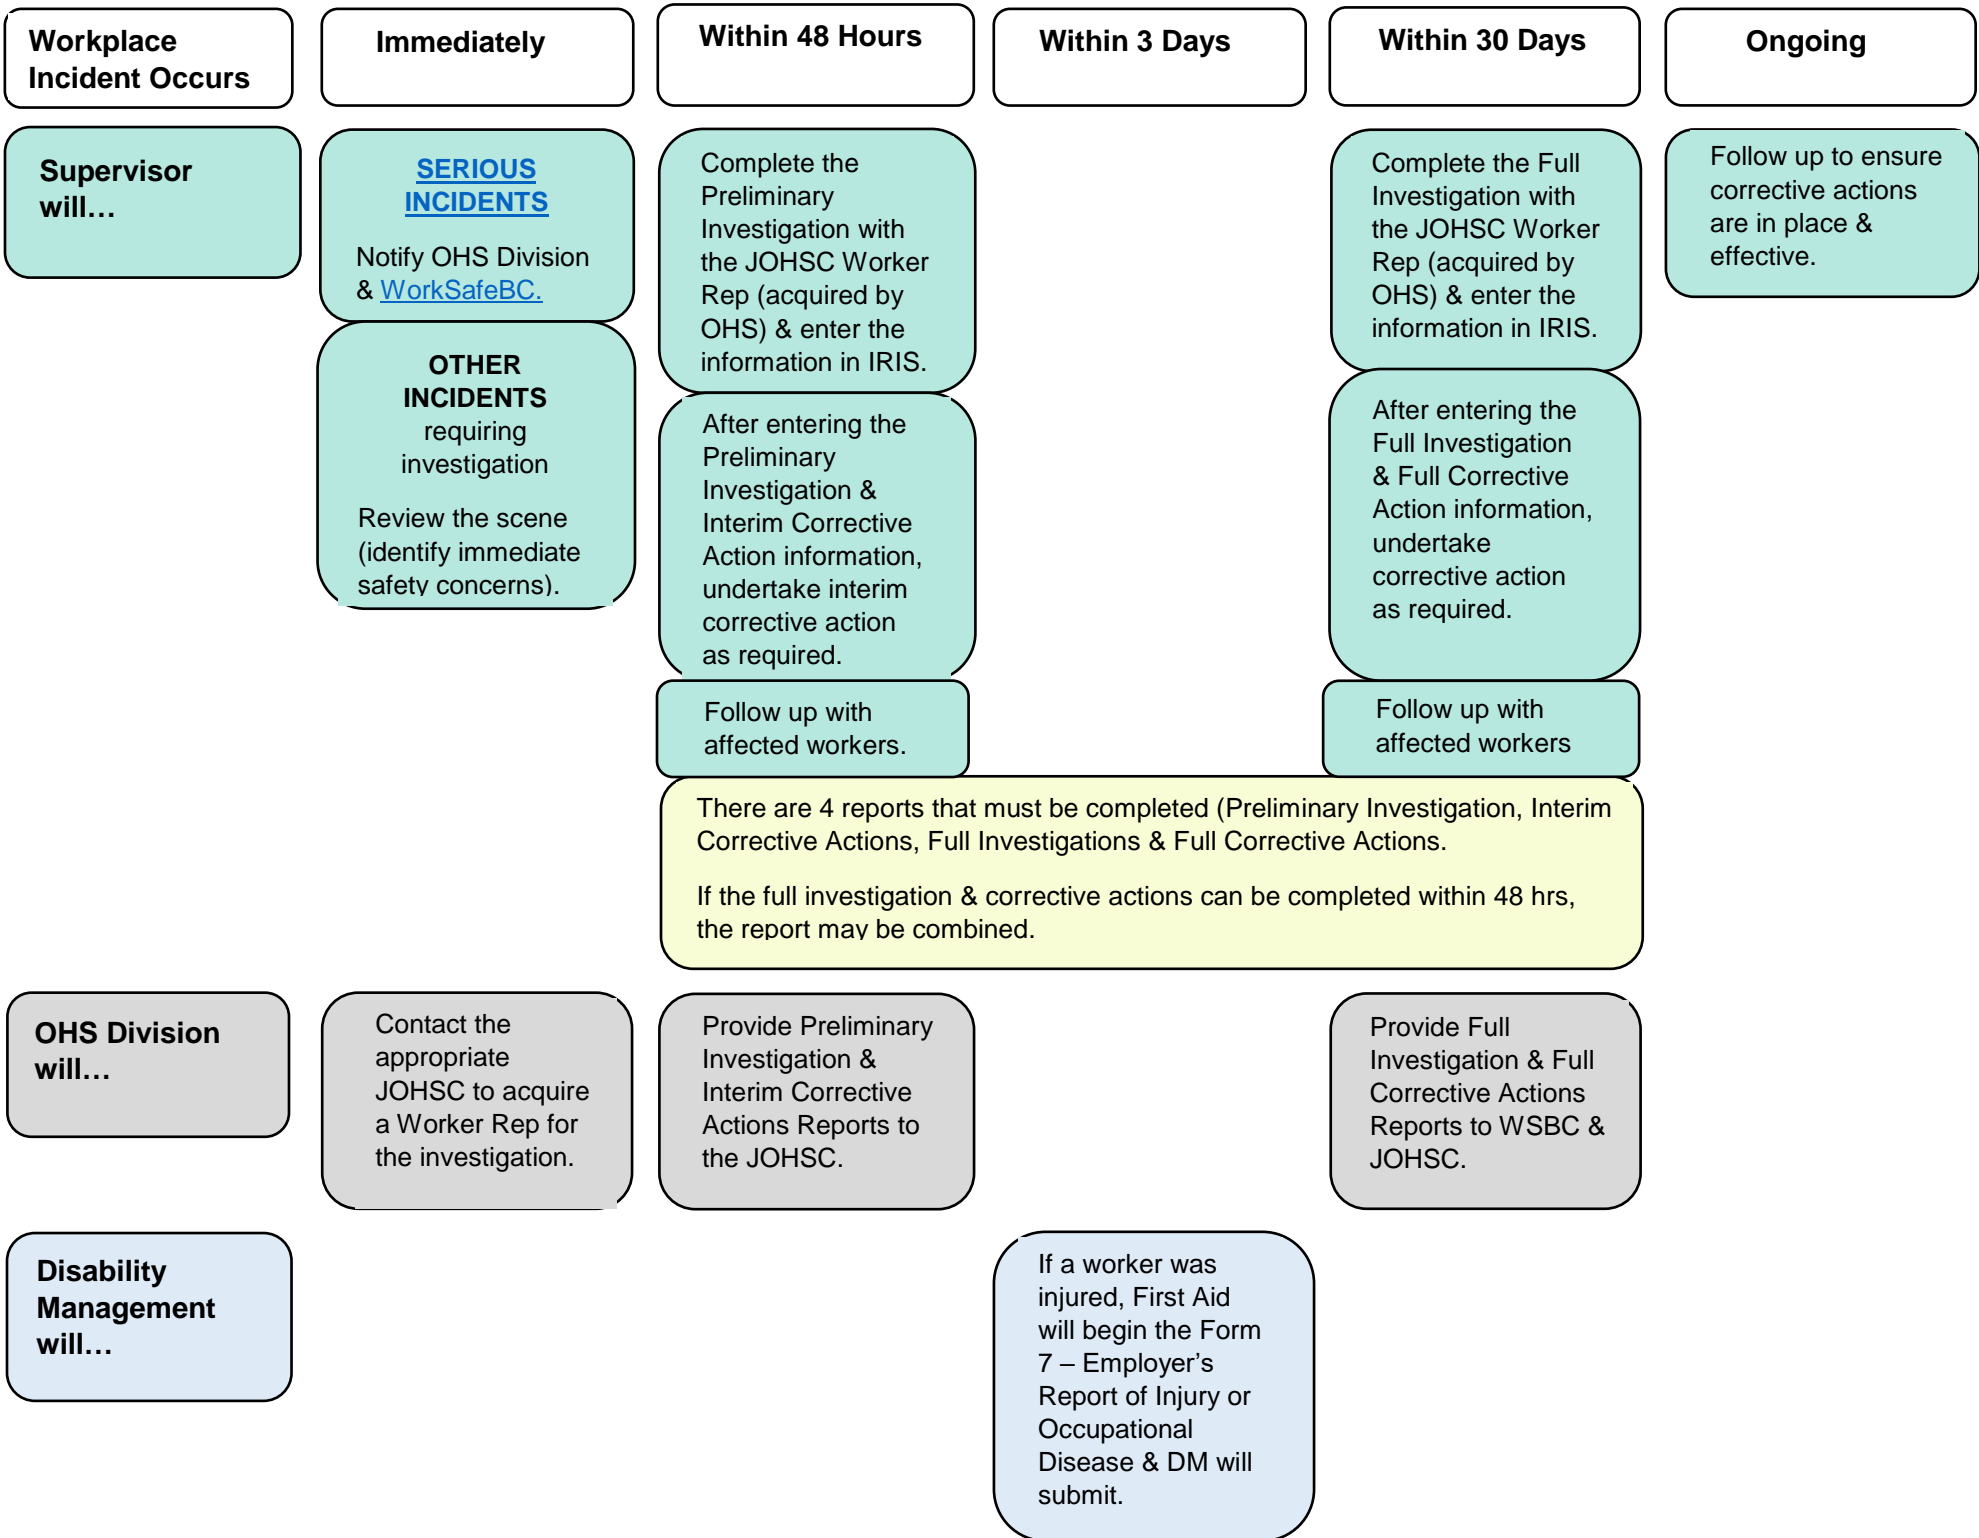 Workplace
Incident Occurs
Immediately
Within 48 Hours
Within 3 Days
Within 30 Days
Ongoing
Supervisor
will…
SERIOUS
INCIDENTS
Notify OHS Division
& WorkSafeBC.
OTHER
INCIDENTS
requiring
investigation
Review the scene
(identify immediate
safety concerns).
Complete the
Preliminary
Investigation with
the JOHSC Worker
Rep (acquired by
OHS) & enter the
information in IRIS.
After entering the
Preliminary
Investigation &
Interim Corrective
Action information,
undertake interim
corrective action
as required.
Follow up with
affected workers.
Complete the Full
Investigation with
the JOHSC Worker
Rep (acquired by
OHS) & enter the
information in IRIS.
After entering the
Full Investigation
& Full Corrective
Action information,
undertake
corrective action
as required.
Follow up with
affected workers
Follow up to ensure
corrective actions
are in place &
effective.
There are 4 reports that must be completed (Preliminary Investigation, Interim
Corrective Actions, Full Investigations & Full Corrective Actions.
If the full investigation & corrective actions can be completed within 48 hrs,
the report may be combined.
OHS Division
will…
Contact the
appropriate
JOHSC to acquire
a Worker Rep for
the investigation.
Provide Preliminary
Investigation &
Interim Corrective
Actions Reports to
the JOHSC.
Provide Full
Investigation & Full
Corrective Actions
Reports to WSBC &
JOHSC.
Disability
Management
will…
If a worker was
injured, First Aid
will begin the Form
7 – Employer’s
Report of Injury or
Occupational
Disease & DM will
submit.